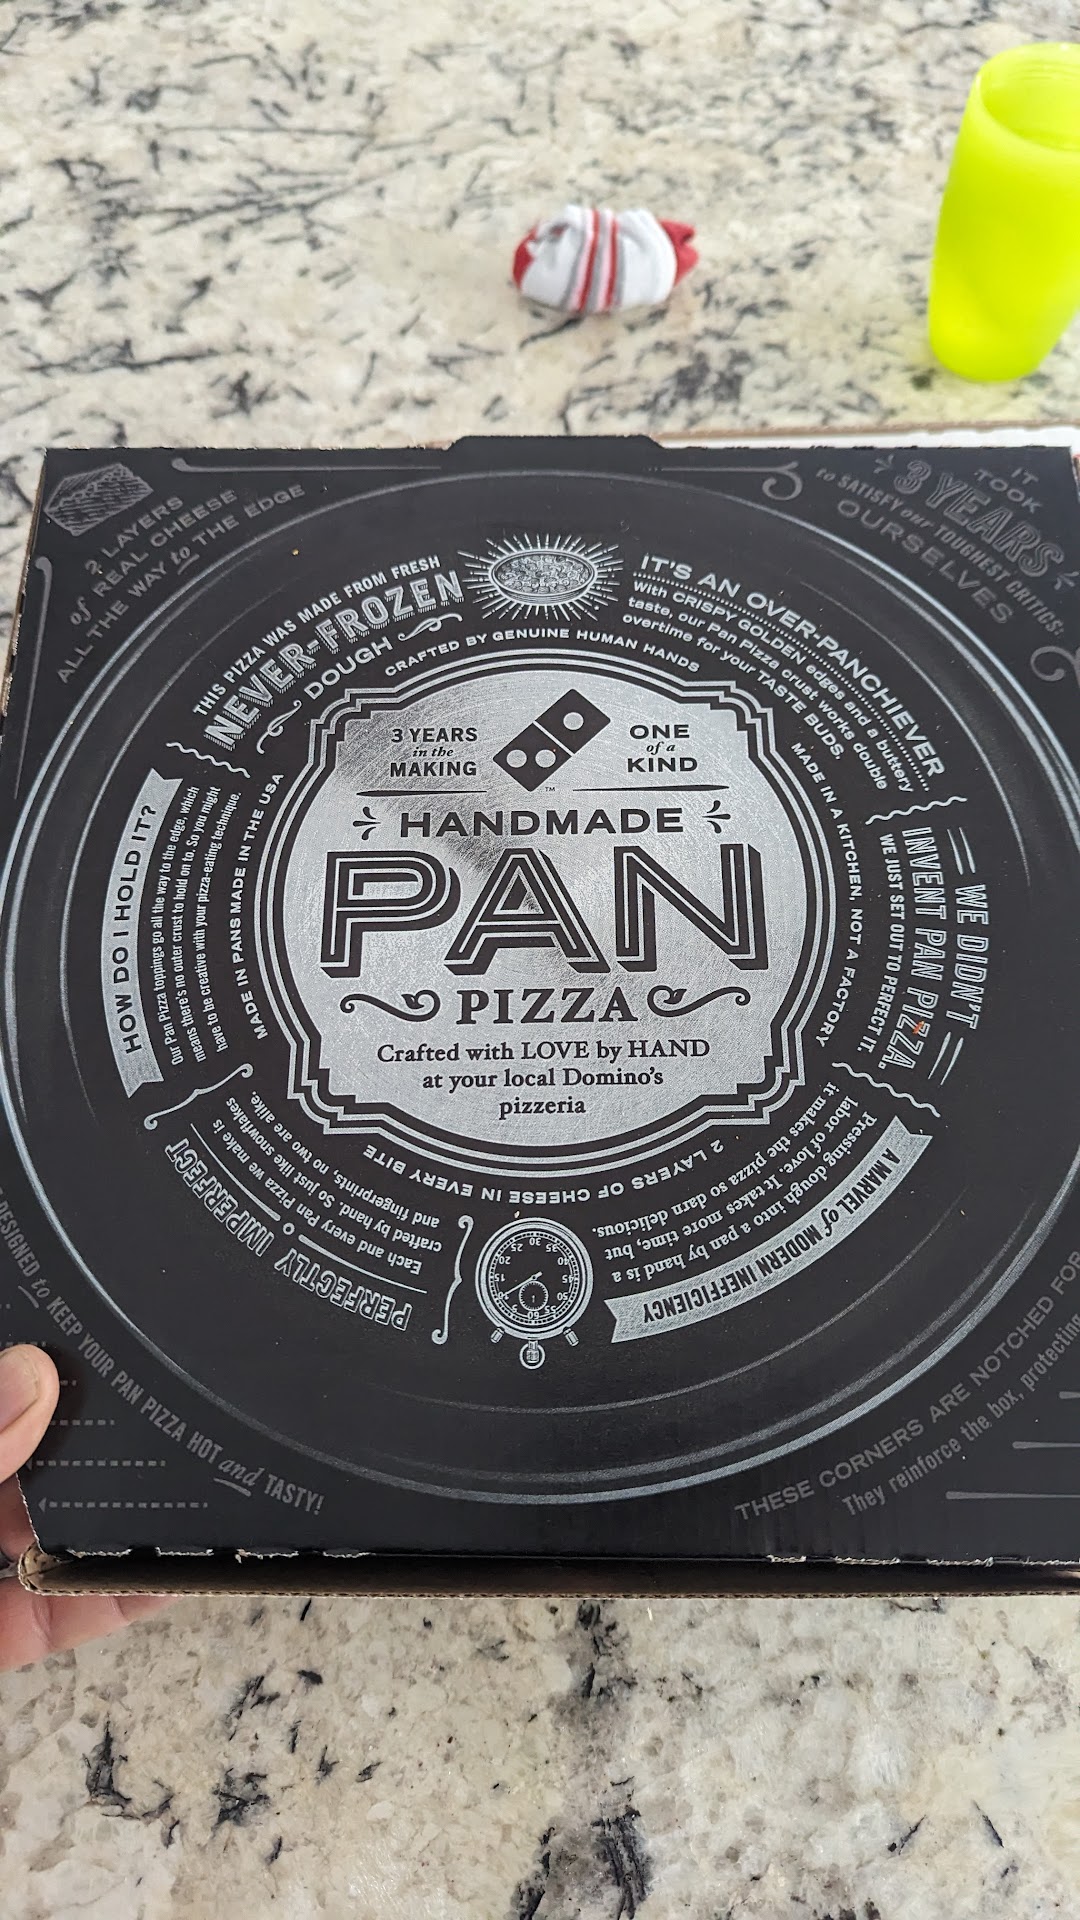 2 LAYERS
of REAL CHEESE
ALL THE WAY to THE EDGE
IT
TOOK
3 YEARS
to SATISFY our TOUGHEST CRITICS:
OURSELVES
THIS PIZZA WAS MADE FROM FRESH
NEVER-FROZEN
DOUGH
CRAFTED BY GENUINE HUMAN HANDS
IT'S AN OVER-PANCHIEVER
With CRISPY GOLDEN edges and a buttery
taste, our Pan Pizza crust works double
overtime for your TASTE BUDS.
MADE IN A KITCHEN, NOT A FACTORY
WE DIDN'T
INVENT PAN PIZZA.
WE JUST SET OUT TO PERFECT IT.
A MARVEL of MODERN INEFFICIENCY
Pressing dough into a pan by hand is a
labor of love. It takes more time, but
it makes the pizza so darn delicious.
2 LAYERS OF CHEESE IN EVERY BITE
60 5 15 20 25 30 35 45 55
PERFECTLY IMPERFECT
Each and every Pan Pizza we make is
crafted by hand. So just like snowflakes
and fingerprints, no two are alike.
HOW DO I HOLD IT?
Our Pan Pizza toppings go all the way to the edge, which
means there's no outer crust to hold on to. So you might
have to be creative with your pizza-eating technique.
MADE IN PANS MADE IN THE USA
3 YEARS
in the
MAKING
ONE
of a
KIND
TM
HANDMADE
PAN
PIZZA
Crafted with LOVE by HAND
at your local Domino's
pizzeria
DESIGNED to KEEP YOUR PAN PIZZA HOT and TASTY!
THESE CORNERS ARE NOTCHED FOR
They reinforce the box, protecting